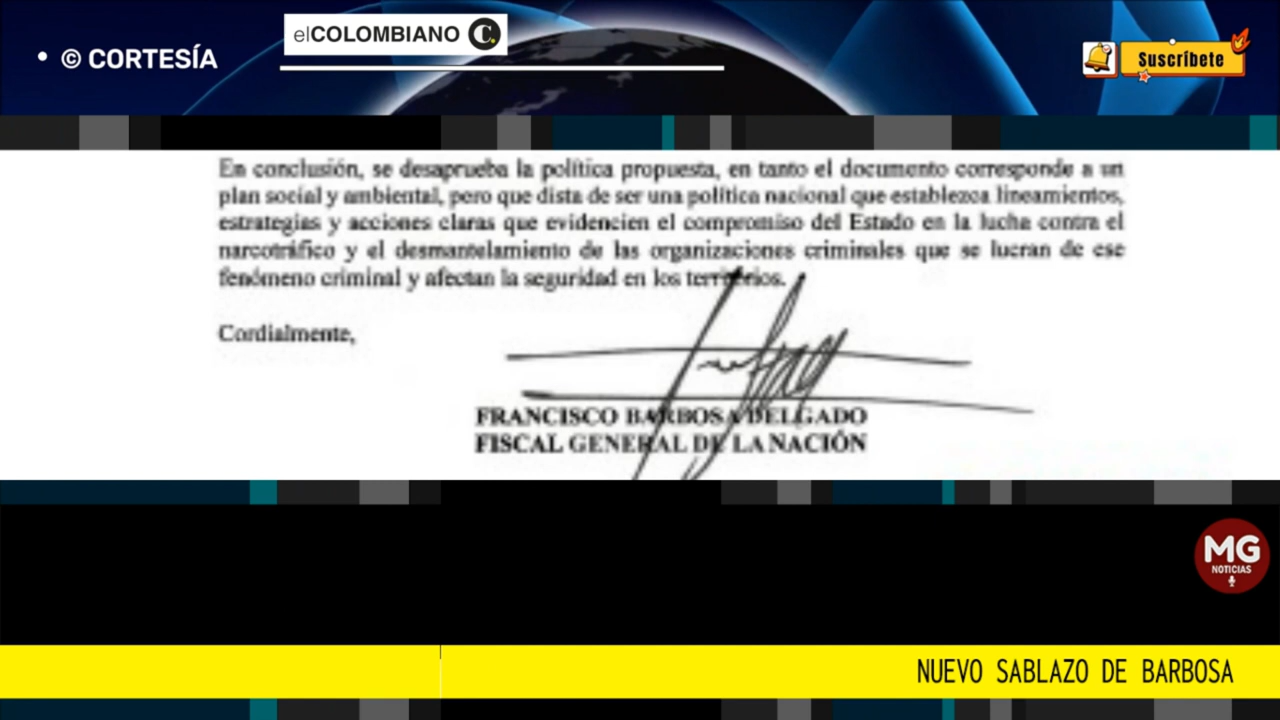 • © CORTESÍA
elCOLOMBIANO C.
Suscríbete
En conclusión, se desaprueba la política propuesta, en tanto el documento corresponde a un
plan social y ambiental, pero que dista de ser una política nacional que establezca lineamientos,
estrategias y acciones claras que evidencien el compromiso del Estado en la lucha contra el
narcotráfico y el desmantelamiento de las organizaciones criminales que se lucran de ese
fenómeno criminal y afectan la seguridad en los territorios.
Cordialmente,
FRANCISCO BARBOSA DELGADO
FISCAL GENERAL DE LA NACIÓN
MG
NOTICIAS
NUEVO SABLAZO DE BARBOSA